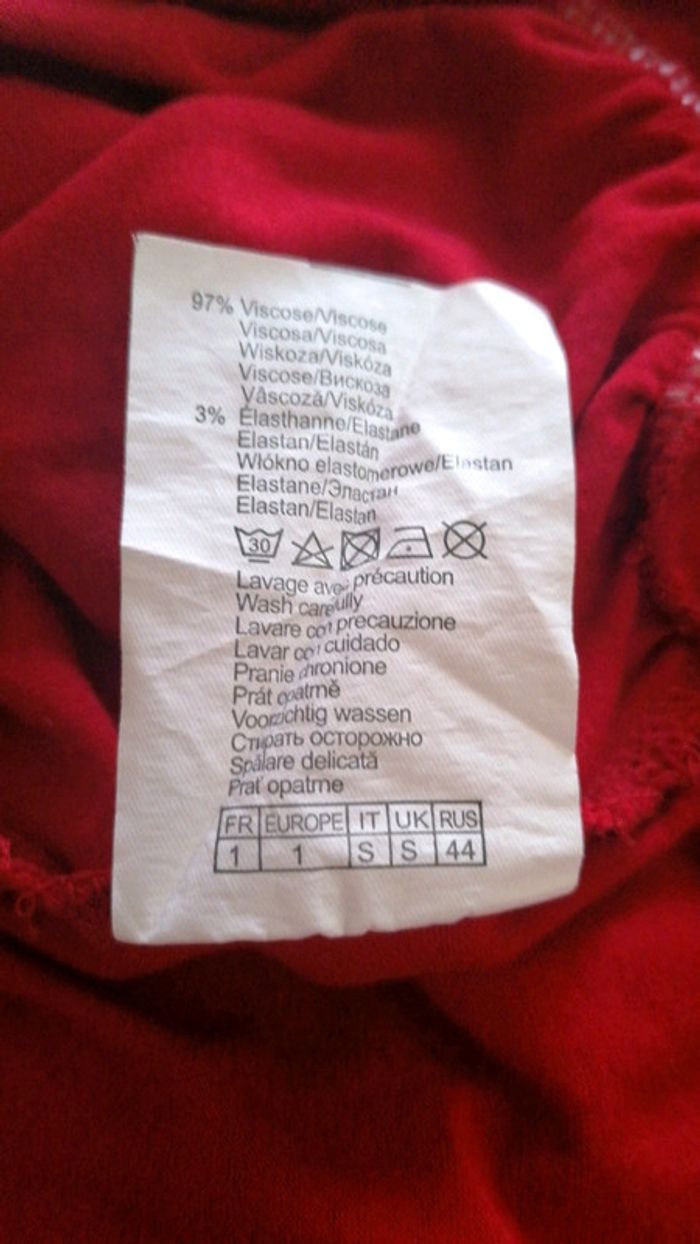 97% Viscose/Viscose
Viscosa/Viscosa
Wiskoza/Viskóza
Viscose/Вискоза
Vâscoză/Viskóza
3% Élasthanne/Elastane
Elastan/Elastán
Włókno elastomerowe/Elastan
Elastane/Эластан
Elastan/Elastan
30
Lavage avec précaution
Wash carefully
Lavare con precauzione
Lavar con cuidado
Pranie chronione
Prát opatrně
Voorzichtig wassen
Стирать осторожно
Spălare delicată
Prať opatrne
FR EUROPE IT UK RUS
1 1 S S 44